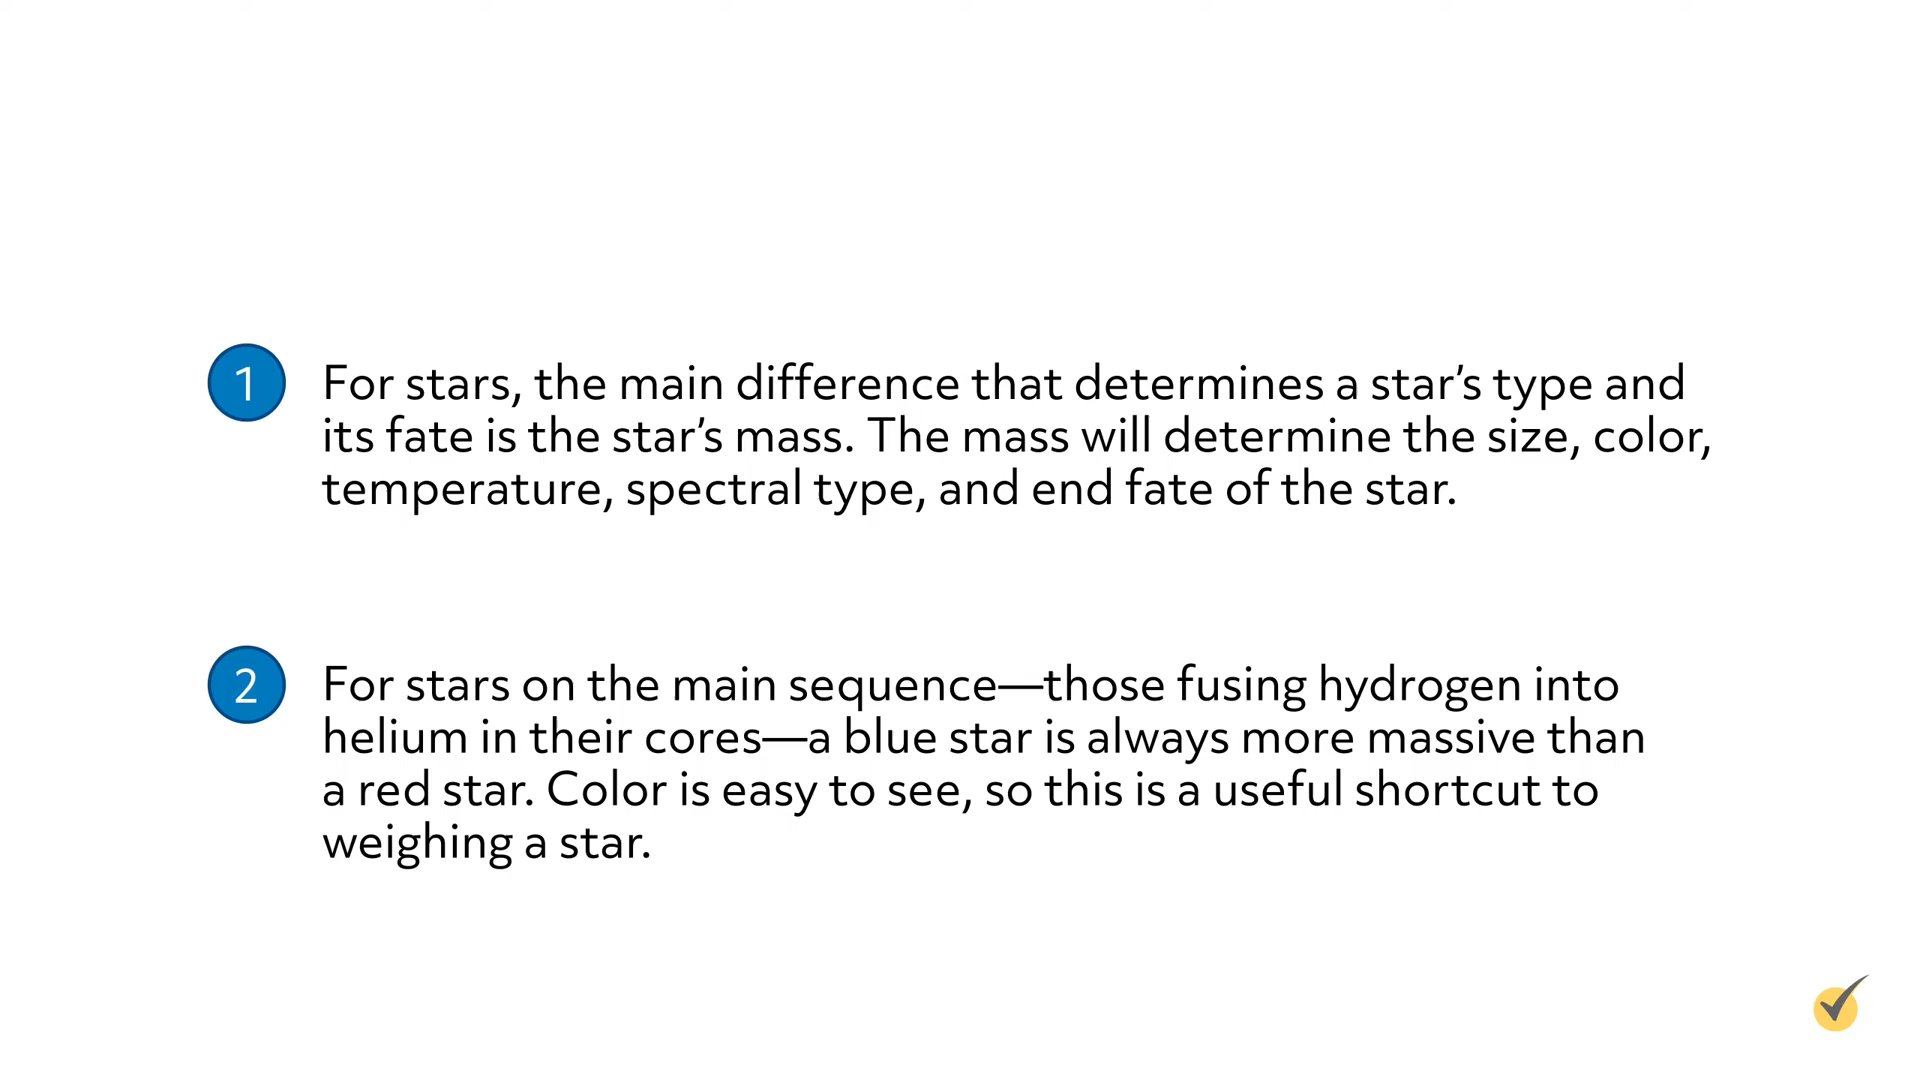 1
For stars, the main difference that determines a star’s type and
its fate is the star’s mass. The mass will determine the size, color,
temperature, spectral type, and end fate of the star.
2
For stars on the main sequence—those fusing hydrogen into
helium in their cores—a blue star is always more massive than
a red star. Color is easy to see, so this is a useful shortcut to
weighing a star.